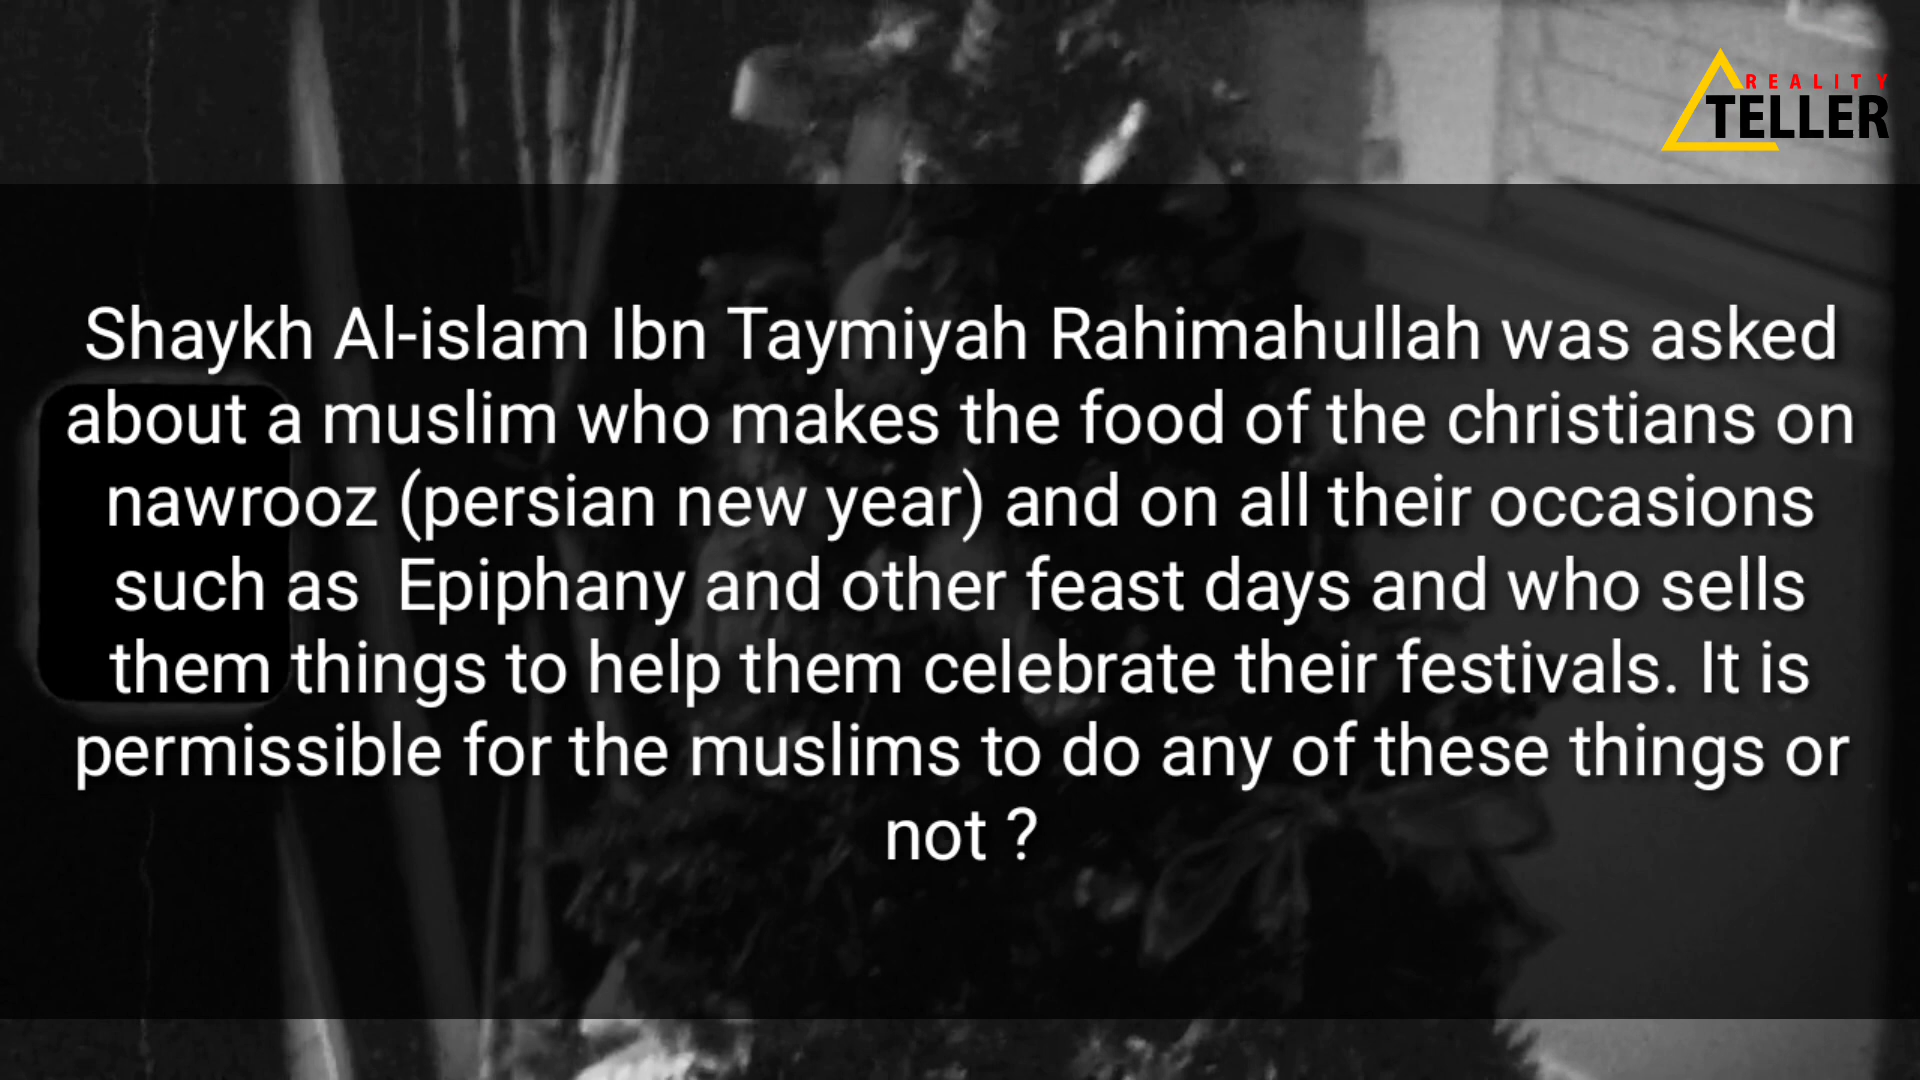 REALITY
TELLER
Shaykh Al-islam Ibn Taymiyah Rahimahullah was asked
about a muslim who makes the food of the christians on
nawrooz (persian new year) and on all their occasions
such as  Epiphany and other feast days and who sells
them things to help them celebrate their festivals. It is
permissible for the muslims to do any of these things or
not ?